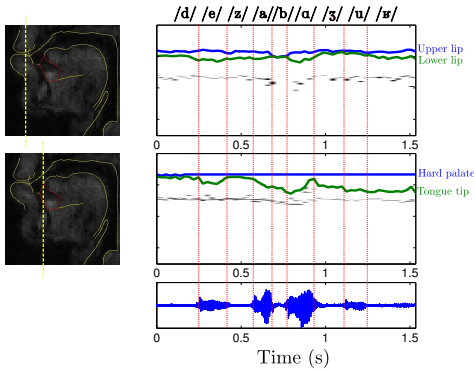 /d/ /e/ /z/ /a//b//ɑ/ /ʒ/ /u/ /ʁ/
Upper lip
Lower lip
0 0.5 1 1.5
Hard palate
Tongue tip
0 0.5 1 1.5
0 0.5 1 1.5
Time (s)